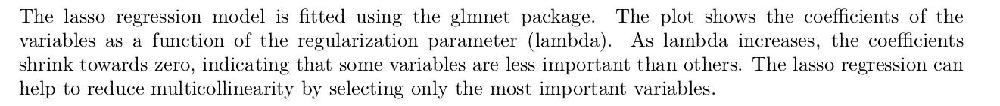 The lasso regression model is fitted using the glmnet package. The plot shows the coefficients of the
variables as a function of the regularization parameter (lambda). As lambda increases, the coefficients
shrink towards zero, indicating that some variables are less important than others. The lasso regression can
help to reduce multicollinearity by selecting only the most important variables.